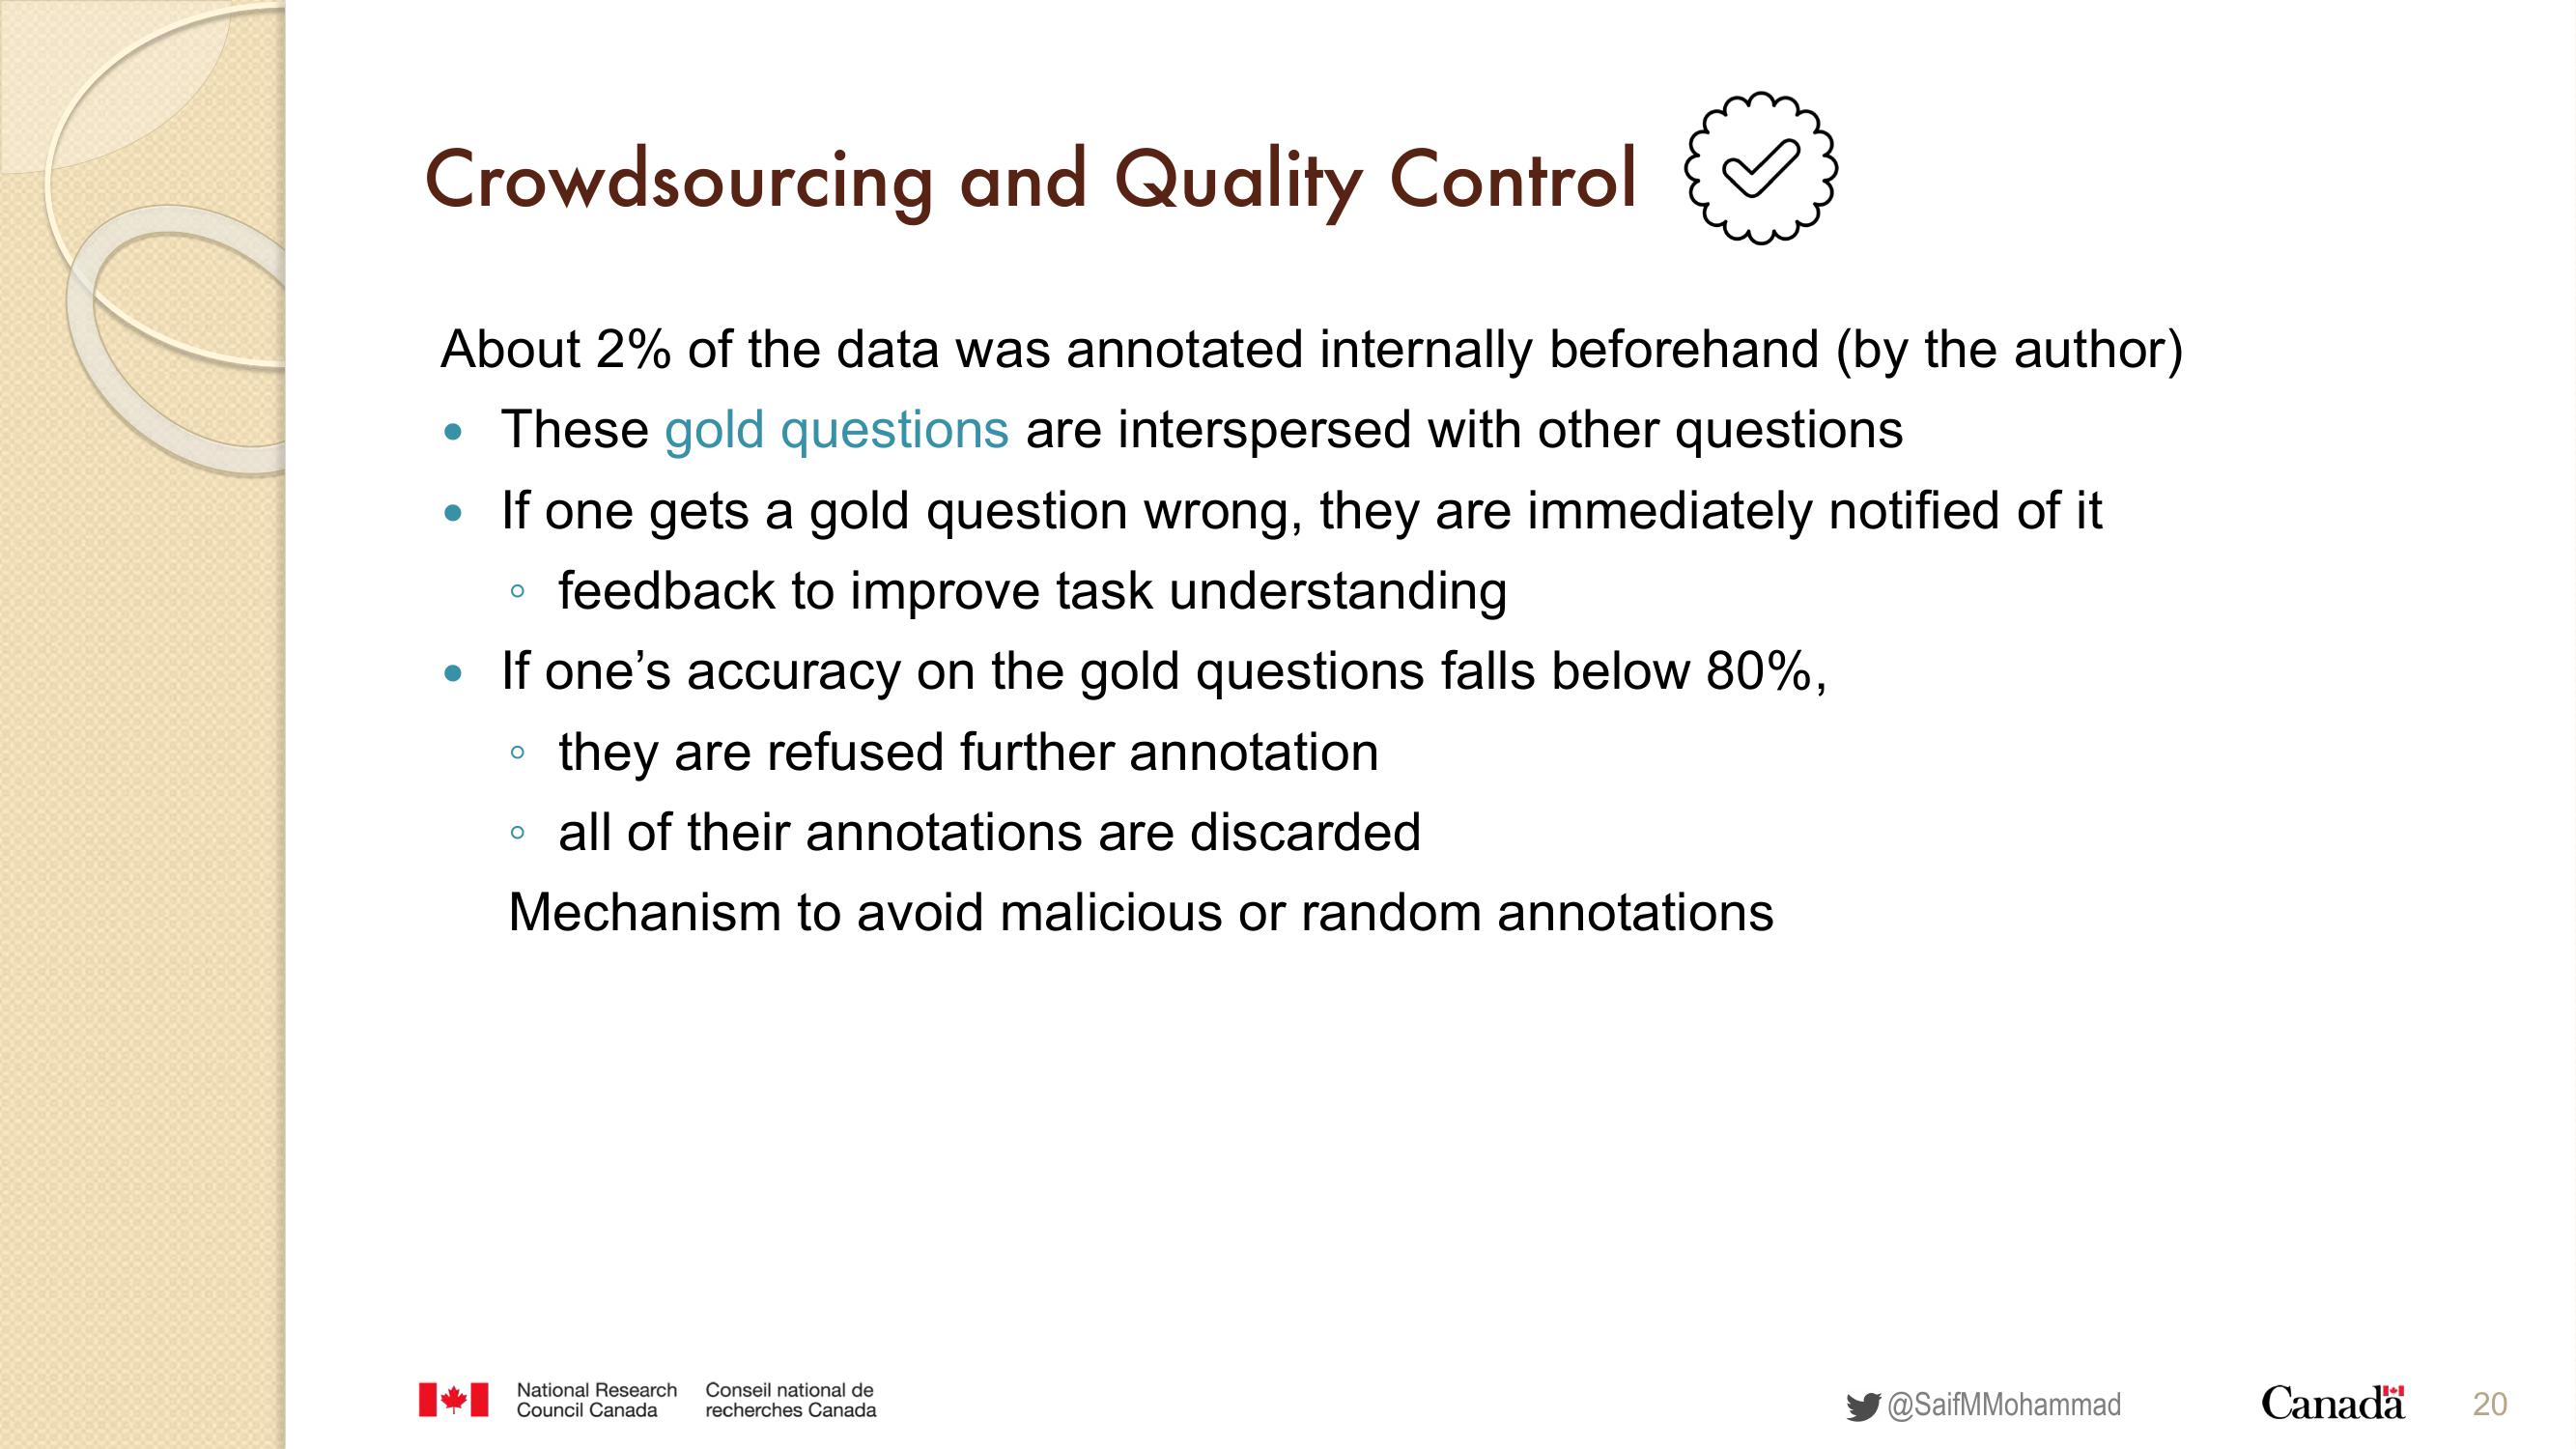 Crowdsourcing and Quality Control
About 2% of the data was annotated internally beforehand (by the author)
• These gold questions are interspersed with other questions
• If one gets a gold question wrong, they are immediately notified of it
◦ feedback to improve task understanding
• If one’s accuracy on the gold questions falls below 80%,
◦ they are refused further annotation
◦ all of their annotations are discarded
Mechanism to avoid malicious or random annotations
National Research
Council Canada
Conseil national de
recherches Canada
@SaifMMohammad
Canada
20